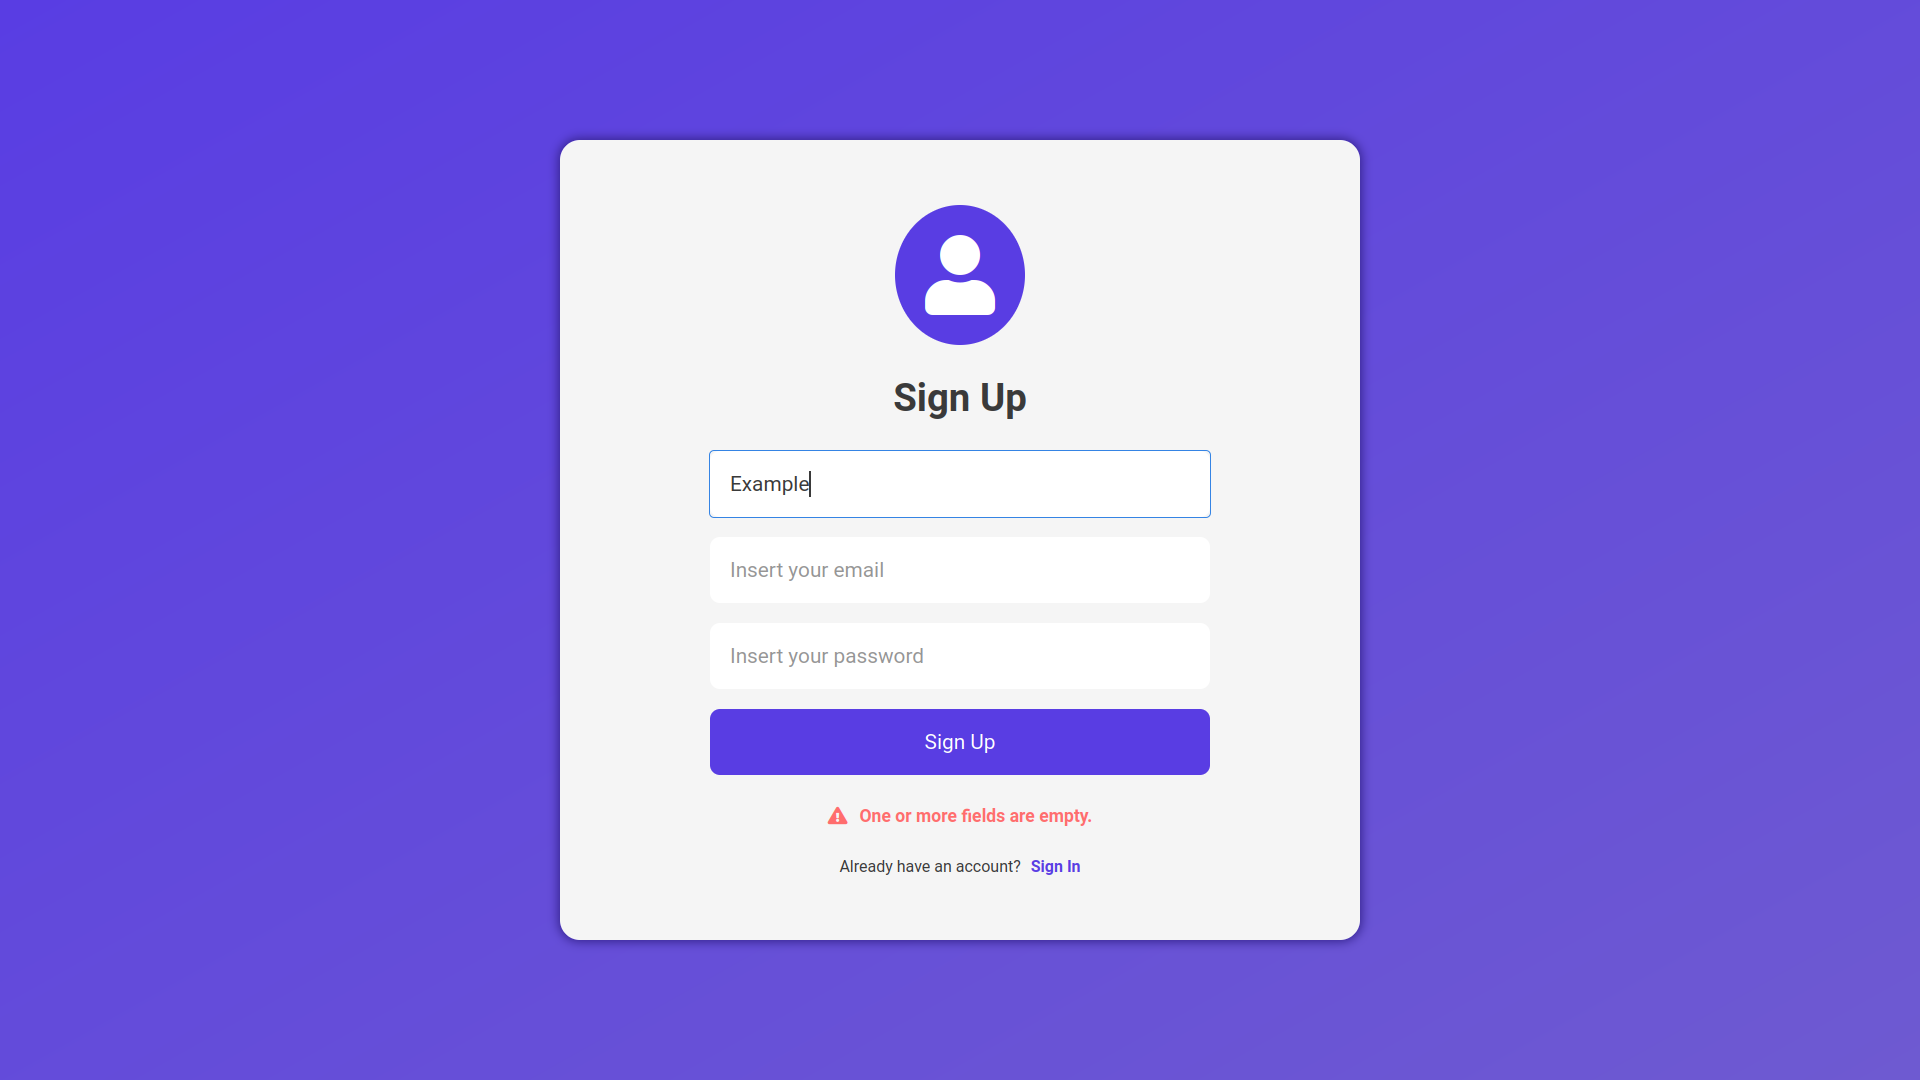 Sign Up
Example
Insert your email
Insert your password
Sign Up
One or more fields are empty.
Already have an account? Sign In